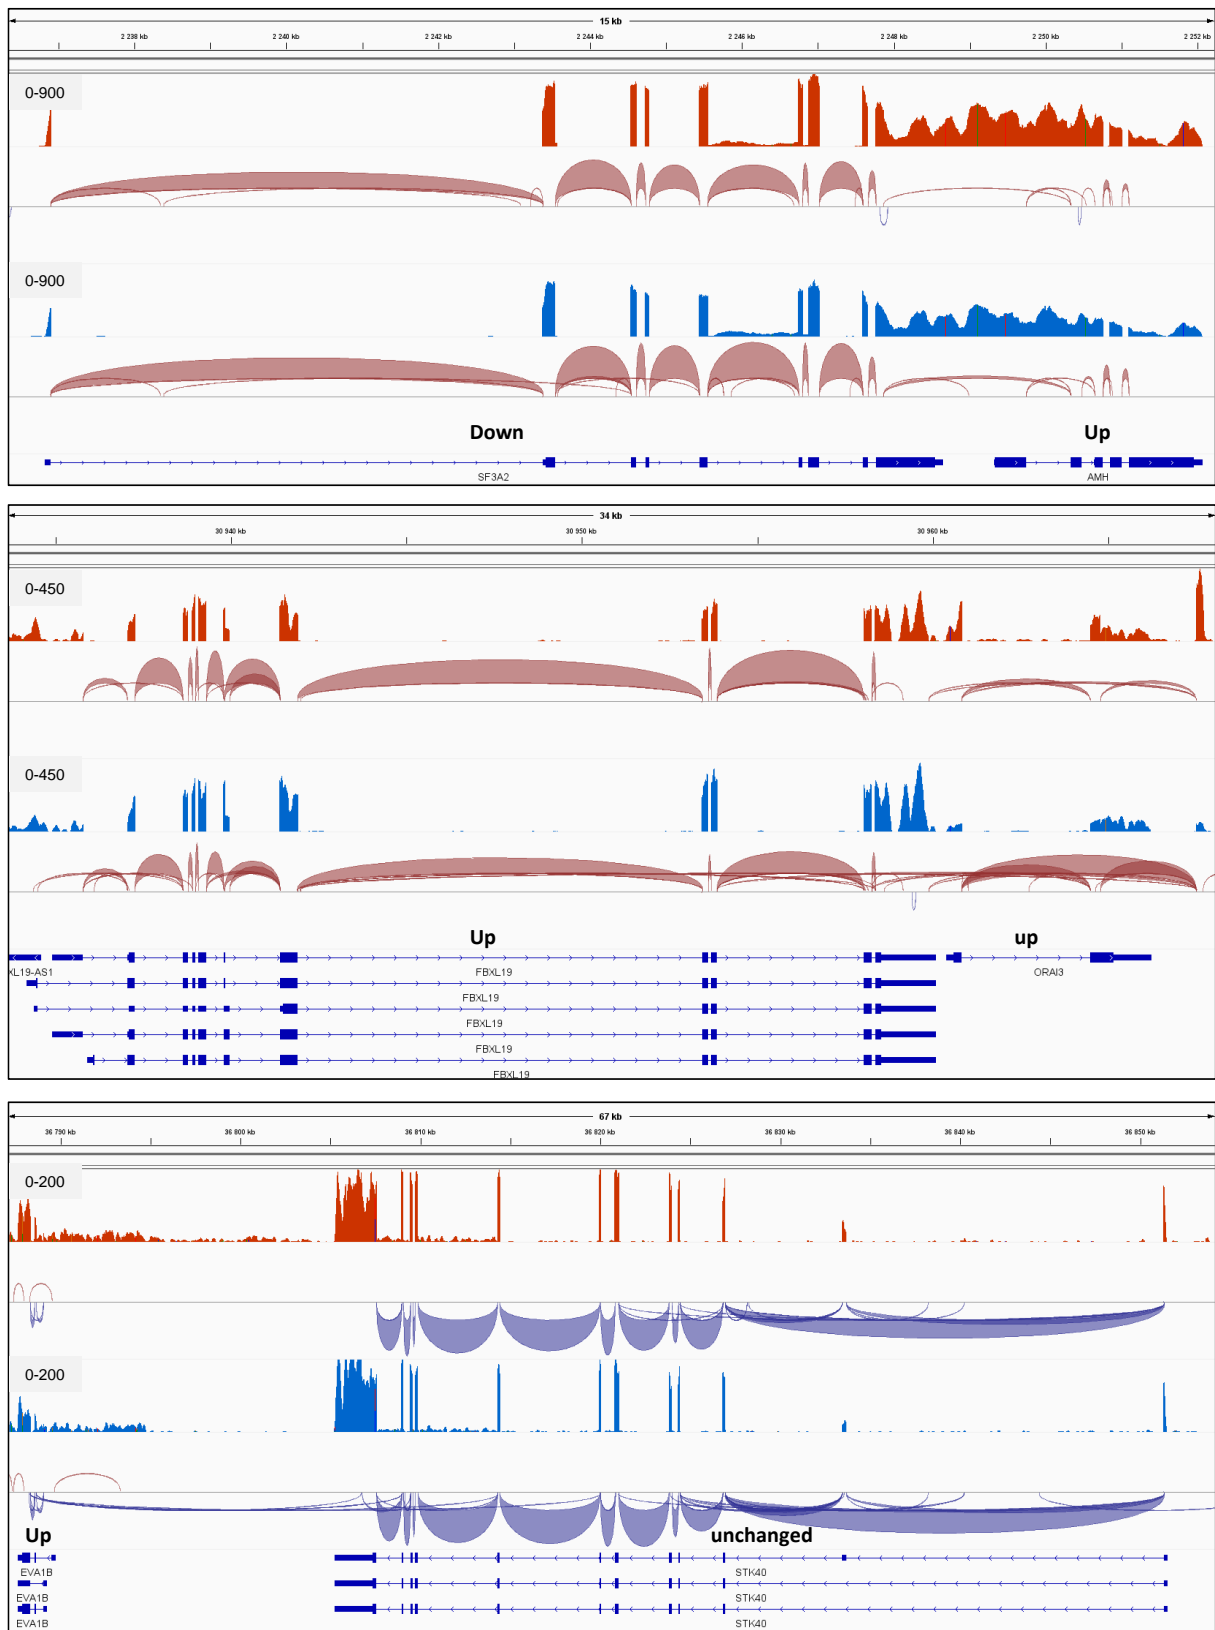 15 kb
2 238 kb 2 240 kb 2 242 kb 2 244 kb 2 246 kb 2 248 kb 2 250 kb 2 252 kb
0-900
0-900
Down Up
SF3A2 AMH
34 kb
30 940 kb 30 950 kb 30 960 kb
0-450
0-450
Up up
XL19-AS1 FBXL19 ORAI3
FBXL19
FBXL19
FBXL19
FBXL19
67 kb
36 790 kb 36 800 kb 36 810 kb 36 820 kb 36 830 kb 36 840 kb 36 850 kb
0-200
0-200
Up unchanged
EVA1B STK40
EVA1B STK40
EVA1B STK40